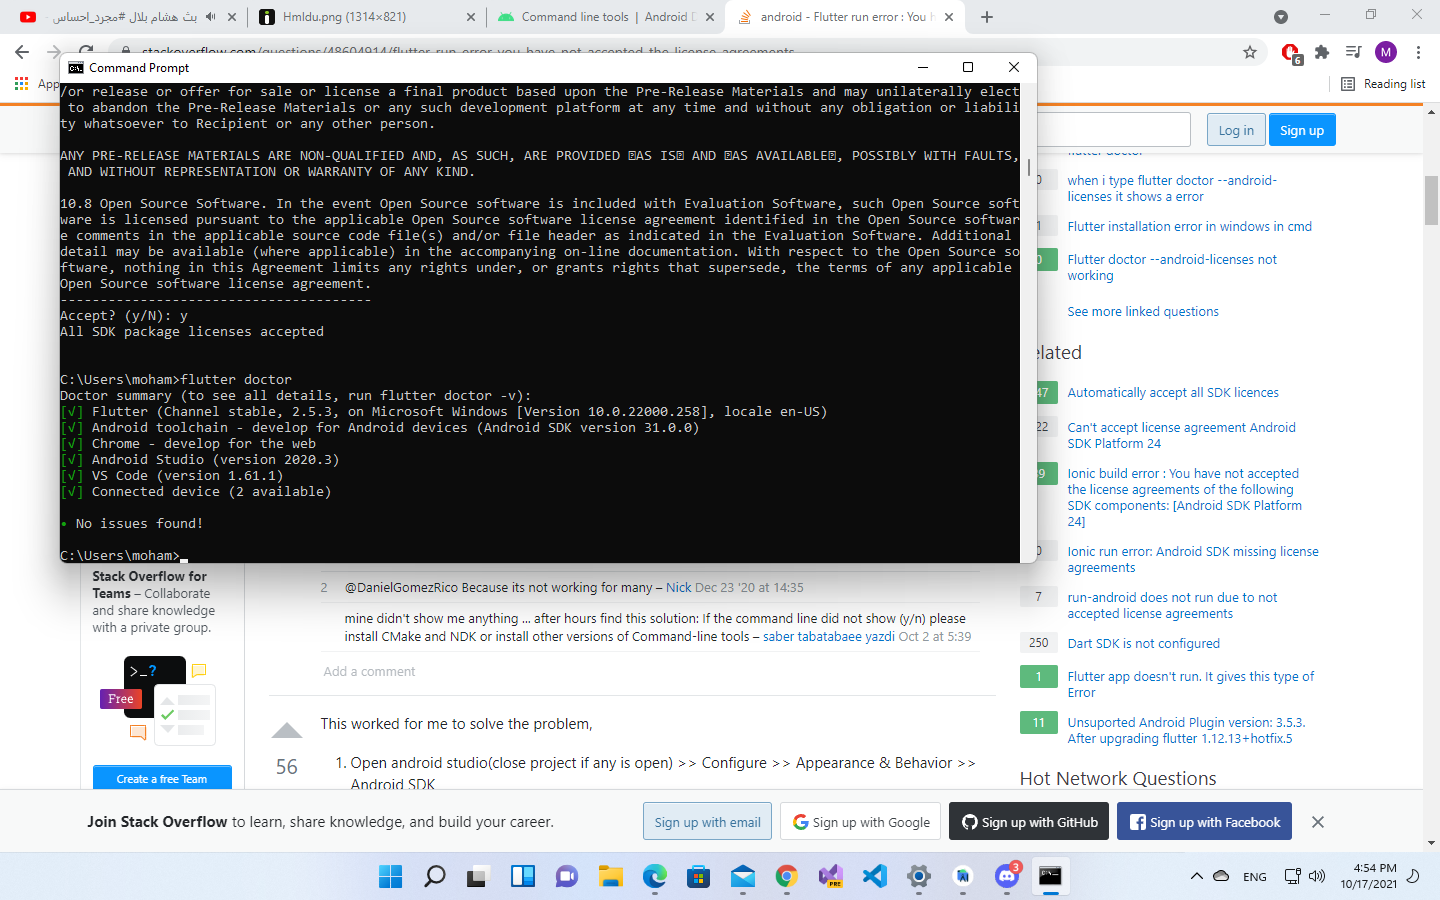 بث هشام بلال #مجرد_احساس
Hmldu.png (1314×821)
Command line tools | Android D
android - Flutter run error : You h
stackoverflow.com/questions/48604914/flutter-run-error-you-have-not-accepted-the-license-agreements
6
M
App
Reading list
Command Prompt
/or release or offer for sale or license a final product based upon the Pre-Release Materials and may unilaterally elect
to abandon the Pre-Release Materials or any such development platform at any time and without any obligation or liabili
ty whatsoever to Recipient or any other person.
ANY PRE-RELEASE MATERIALS ARE NON-QUALIFIED AND, AS SUCH, ARE PROVIDED AS IS AND AS AVAILABLE, POSSIBLY WITH FAULTS,
AND WITHOUT REPRESENTATION OR WARRANTY OF ANY KIND.
10.8 Open Source Software. In the event Open Source software is included with Evaluation Software, such Open Source soft
ware is licensed pursuant to the applicable Open Source software license agreement identified in the Open Source softwar
e comments in the applicable source code file(s) and/or file header as indicated in the Evaluation Software. Additional
detail may be available (where applicable) in the accompanying on-line documentation. With respect to the Open Source so
ftware, nothing in this Agreement limits any rights under, or grants rights that supersede, the terms of any applicable
Open Source software license agreement.
---------------------------------------
Accept? (y/N): y
All SDK package licenses accepted
C:\Users\moham>flutter doctor
Doctor summary (to see all details, run flutter doctor -v):
[√] Flutter (Channel stable, 2.5.3, on Microsoft Windows [Version 10.0.22000.258], locale en-US)
[√] Android toolchain - develop for Android devices (Android SDK version 31.0.0)
[√] Chrome - develop for the web
[√] Android Studio (version 2020.3)
[√] VS Code (version 1.61.1)
[√] Connected device (2 available)
• No issues found!
C:\Users\moham>
Log in
Sign up
flutter doctor
0 when i type flutter doctor --android-
licenses it shows a error
1 Flutter installation error in windows in cmd
0 Flutter doctor --android-licenses not
working
See more linked questions
elated
47 Automatically accept all SDK licences
22 Can't accept license agreement Android
SDK Platform 24
39 Ionic build error : You have not accepted
the license agreements of the following
SDK components: [Android SDK Platform
24]
0 Ionic run error: Android SDK missing license
agreements
7 run-android does not run due to not
accepted license agreements
250 Dart SDK is not configured
1 Flutter app doesn't run. It gives this type of
Error
11 Unsuported Android Plugin version: 3.5.3.
After upgrading flutter 1.12.13+hotfix.5
Hot Network Questions
Stack Overflow for
Teams – Collaborate
and share knowledge
with a private group.
>_?
Free
Create a free Team
2 @DanielGomezRico Because its not working for many – Nick Dec 23 '20 at 14:35
mine didn't show me anything ... after hours find this solution: If the command line did not show (y/n) please
install CMake and NDK or install other versions of Command-line tools – saber tabatabaee yazdi Oct 2 at 5:39
Add a comment
56
This worked for me to solve the problem,
1. Open android studio(close project if any is open) >> Configure >> Appearance & Behavior >>
Android SDK
Join Stack Overflow to learn, share knowledge, and build your career.
Sign up with email
Sign up with Google
Sign up with GitHub
Sign up with Facebook
PRE
3
ENG
4:54 PM
10/17/2021